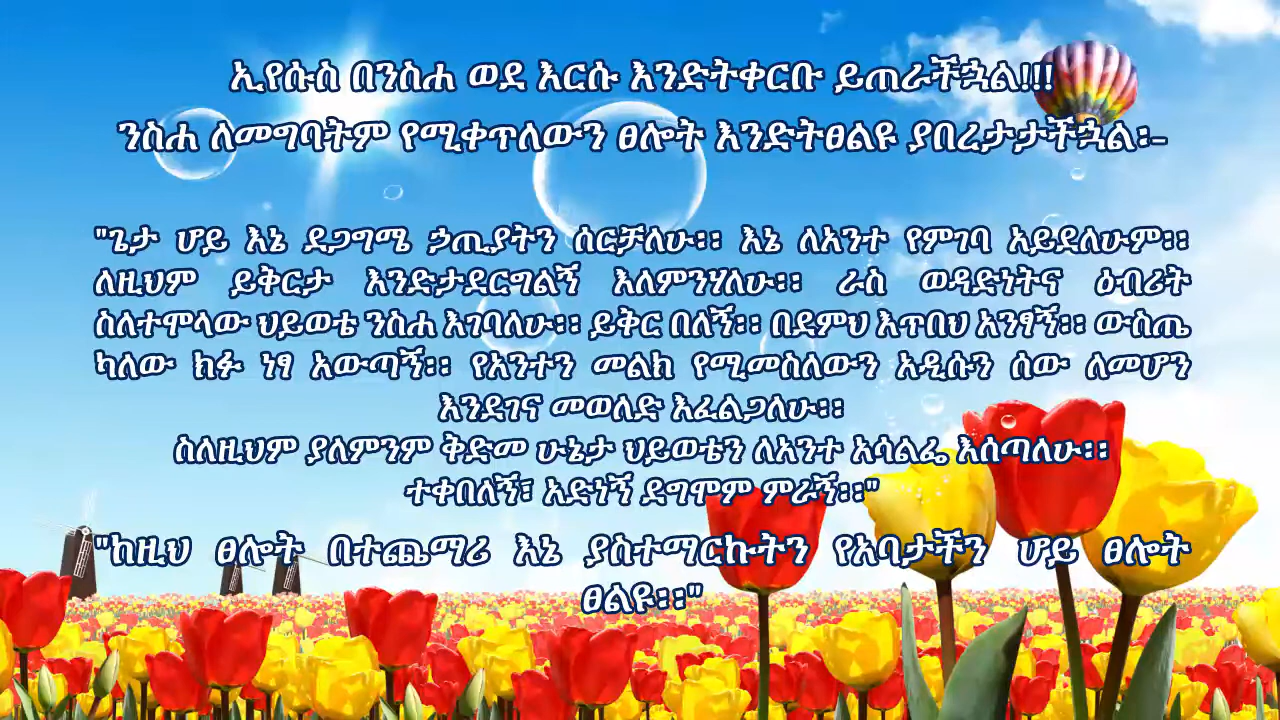 ኢየሱስ በንስሐ ወደ እርሱ እንድትቀርቡ ይጠራችኋል!!!
ንስሐ ለመግባትም የሚቀጥለውን ፀሎት እንድትፀልዩ ያበረታታችኋል፡-
"ጌታ ሆይ እኔ ደጋግሜ ኃጢያትን ሰርቻለሁ፡፡ እኔ ለአንተ የምገባ አይደለሁም፡፡
ለዚህም ይቅርታ እንድታደርግልኝ እለምንሃለሁ፡፡ ራስ ወዳድነትና ዕብሪት
ስለተሞላው ህይወቴ ንስሐ እገባለሁ፡፡ ይቅር በለኝ፡፡ በደምህ እጥበህ አንፃኝ፡፡ ውስጤ
ካለው ክፉ ነፃ አውጣኝ፡፡ የአንተን መልክ የሚመስለውን አዲሱን ሰው ለመሆን
እንደገና መወለድ እፈልጋለሁ፡፡
ስለዚህም ያለምንም ቅድመ ሁኔታ ህይወቴን ለአንተ አሳልፌ እሰጣለሁ፡፡
ተቀበለኝ፣ አድነኝ ደግሞም ምራኝ፡፡"
"ከዚህ ፀሎት በተጨማሪ እኔ ያስተማርኩትን የአባታችን ሆይ ፀሎት
ፀልዩ፡፡"